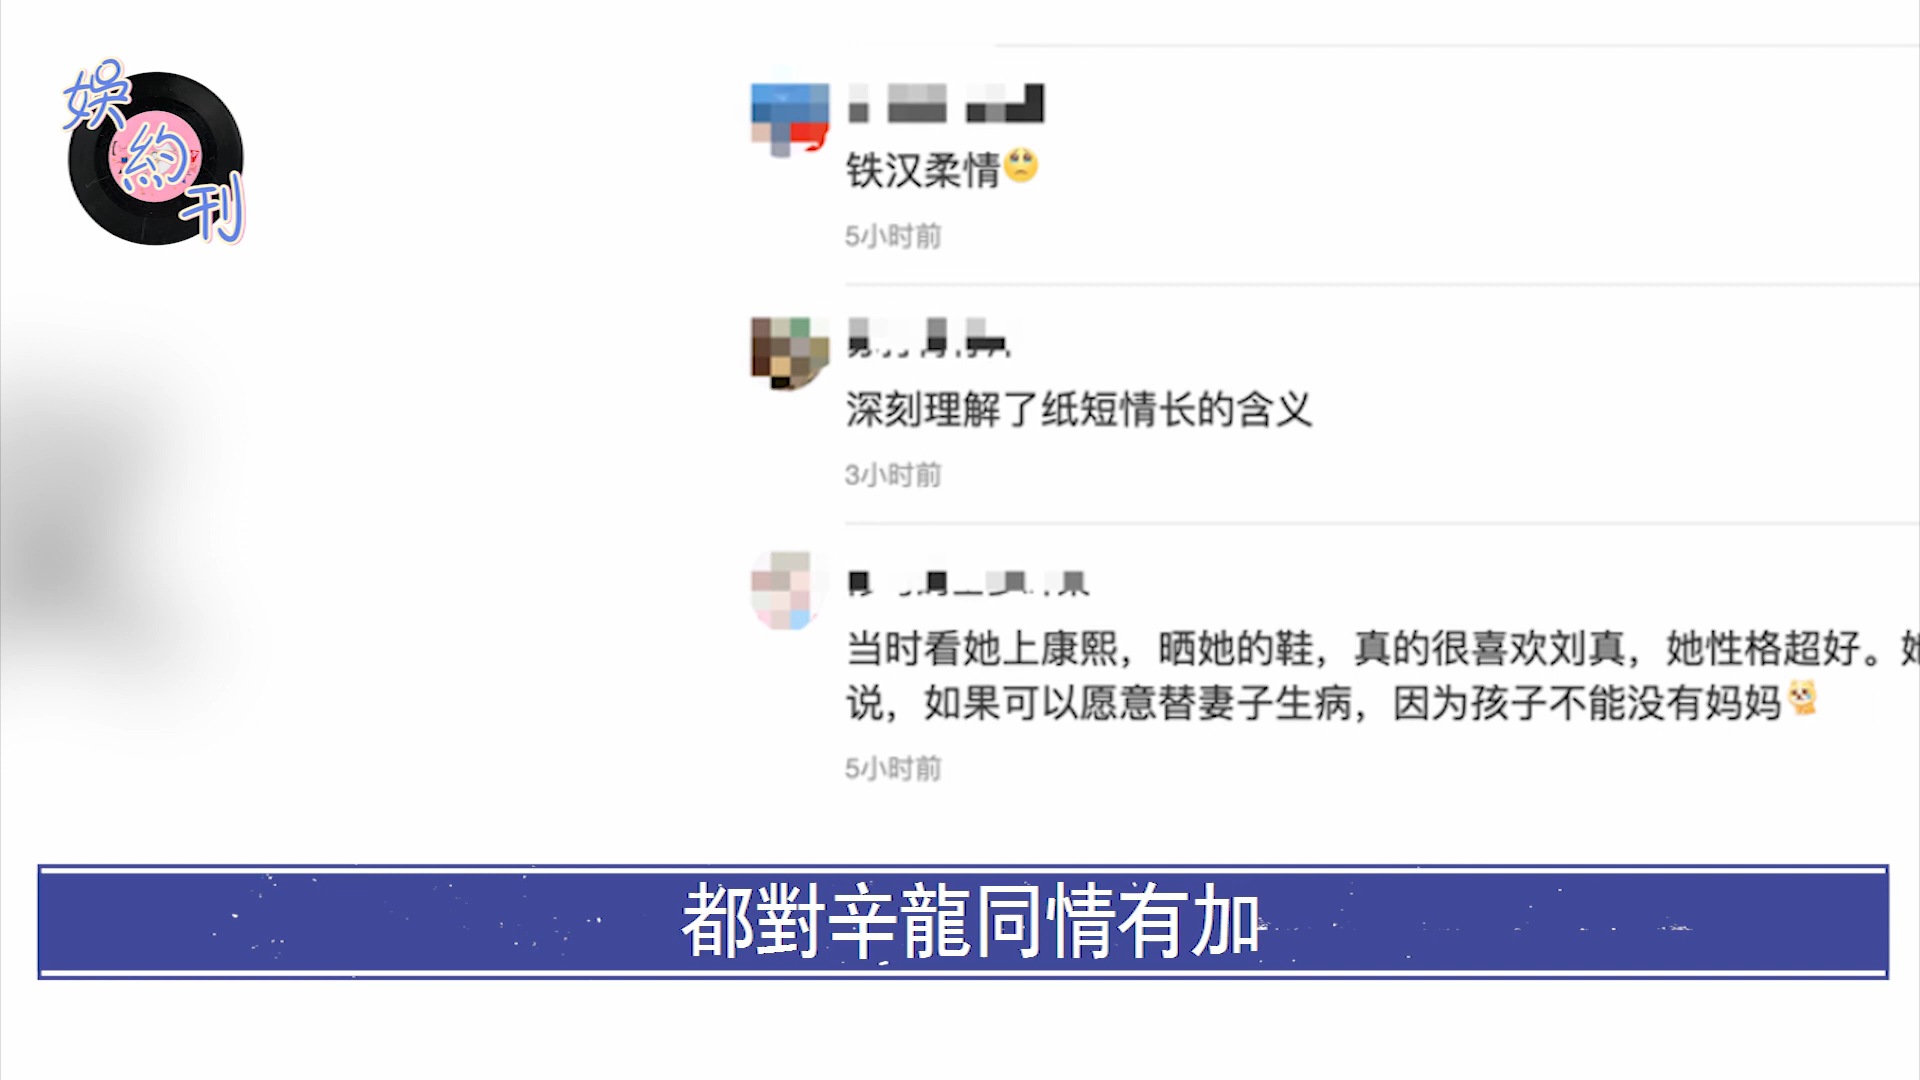 娱
約
刊
铁汉柔情
5小时前
深刻理解了纸短情长的含义
3小时前
当时看她上康熙，晒她的鞋，真的很喜欢刘真，她性格超好。她
说，如果可以愿意替妻子生病，因为孩子不能没有妈妈
5小时前
都對辛龍同情有加